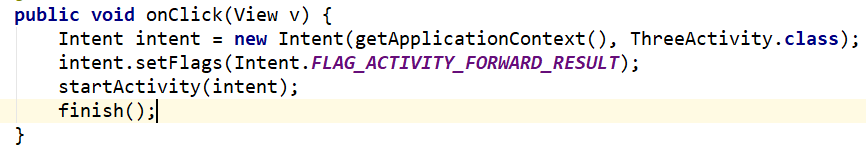 public void onClick(View v) {
    Intent intent = new Intent(getApplicationContext(), ThreeActivity.class);
    intent.setFlags(Intent.FLAG_ACTIVITY_FORWARD_RESULT);
    startActivity(intent);
    finish();
}